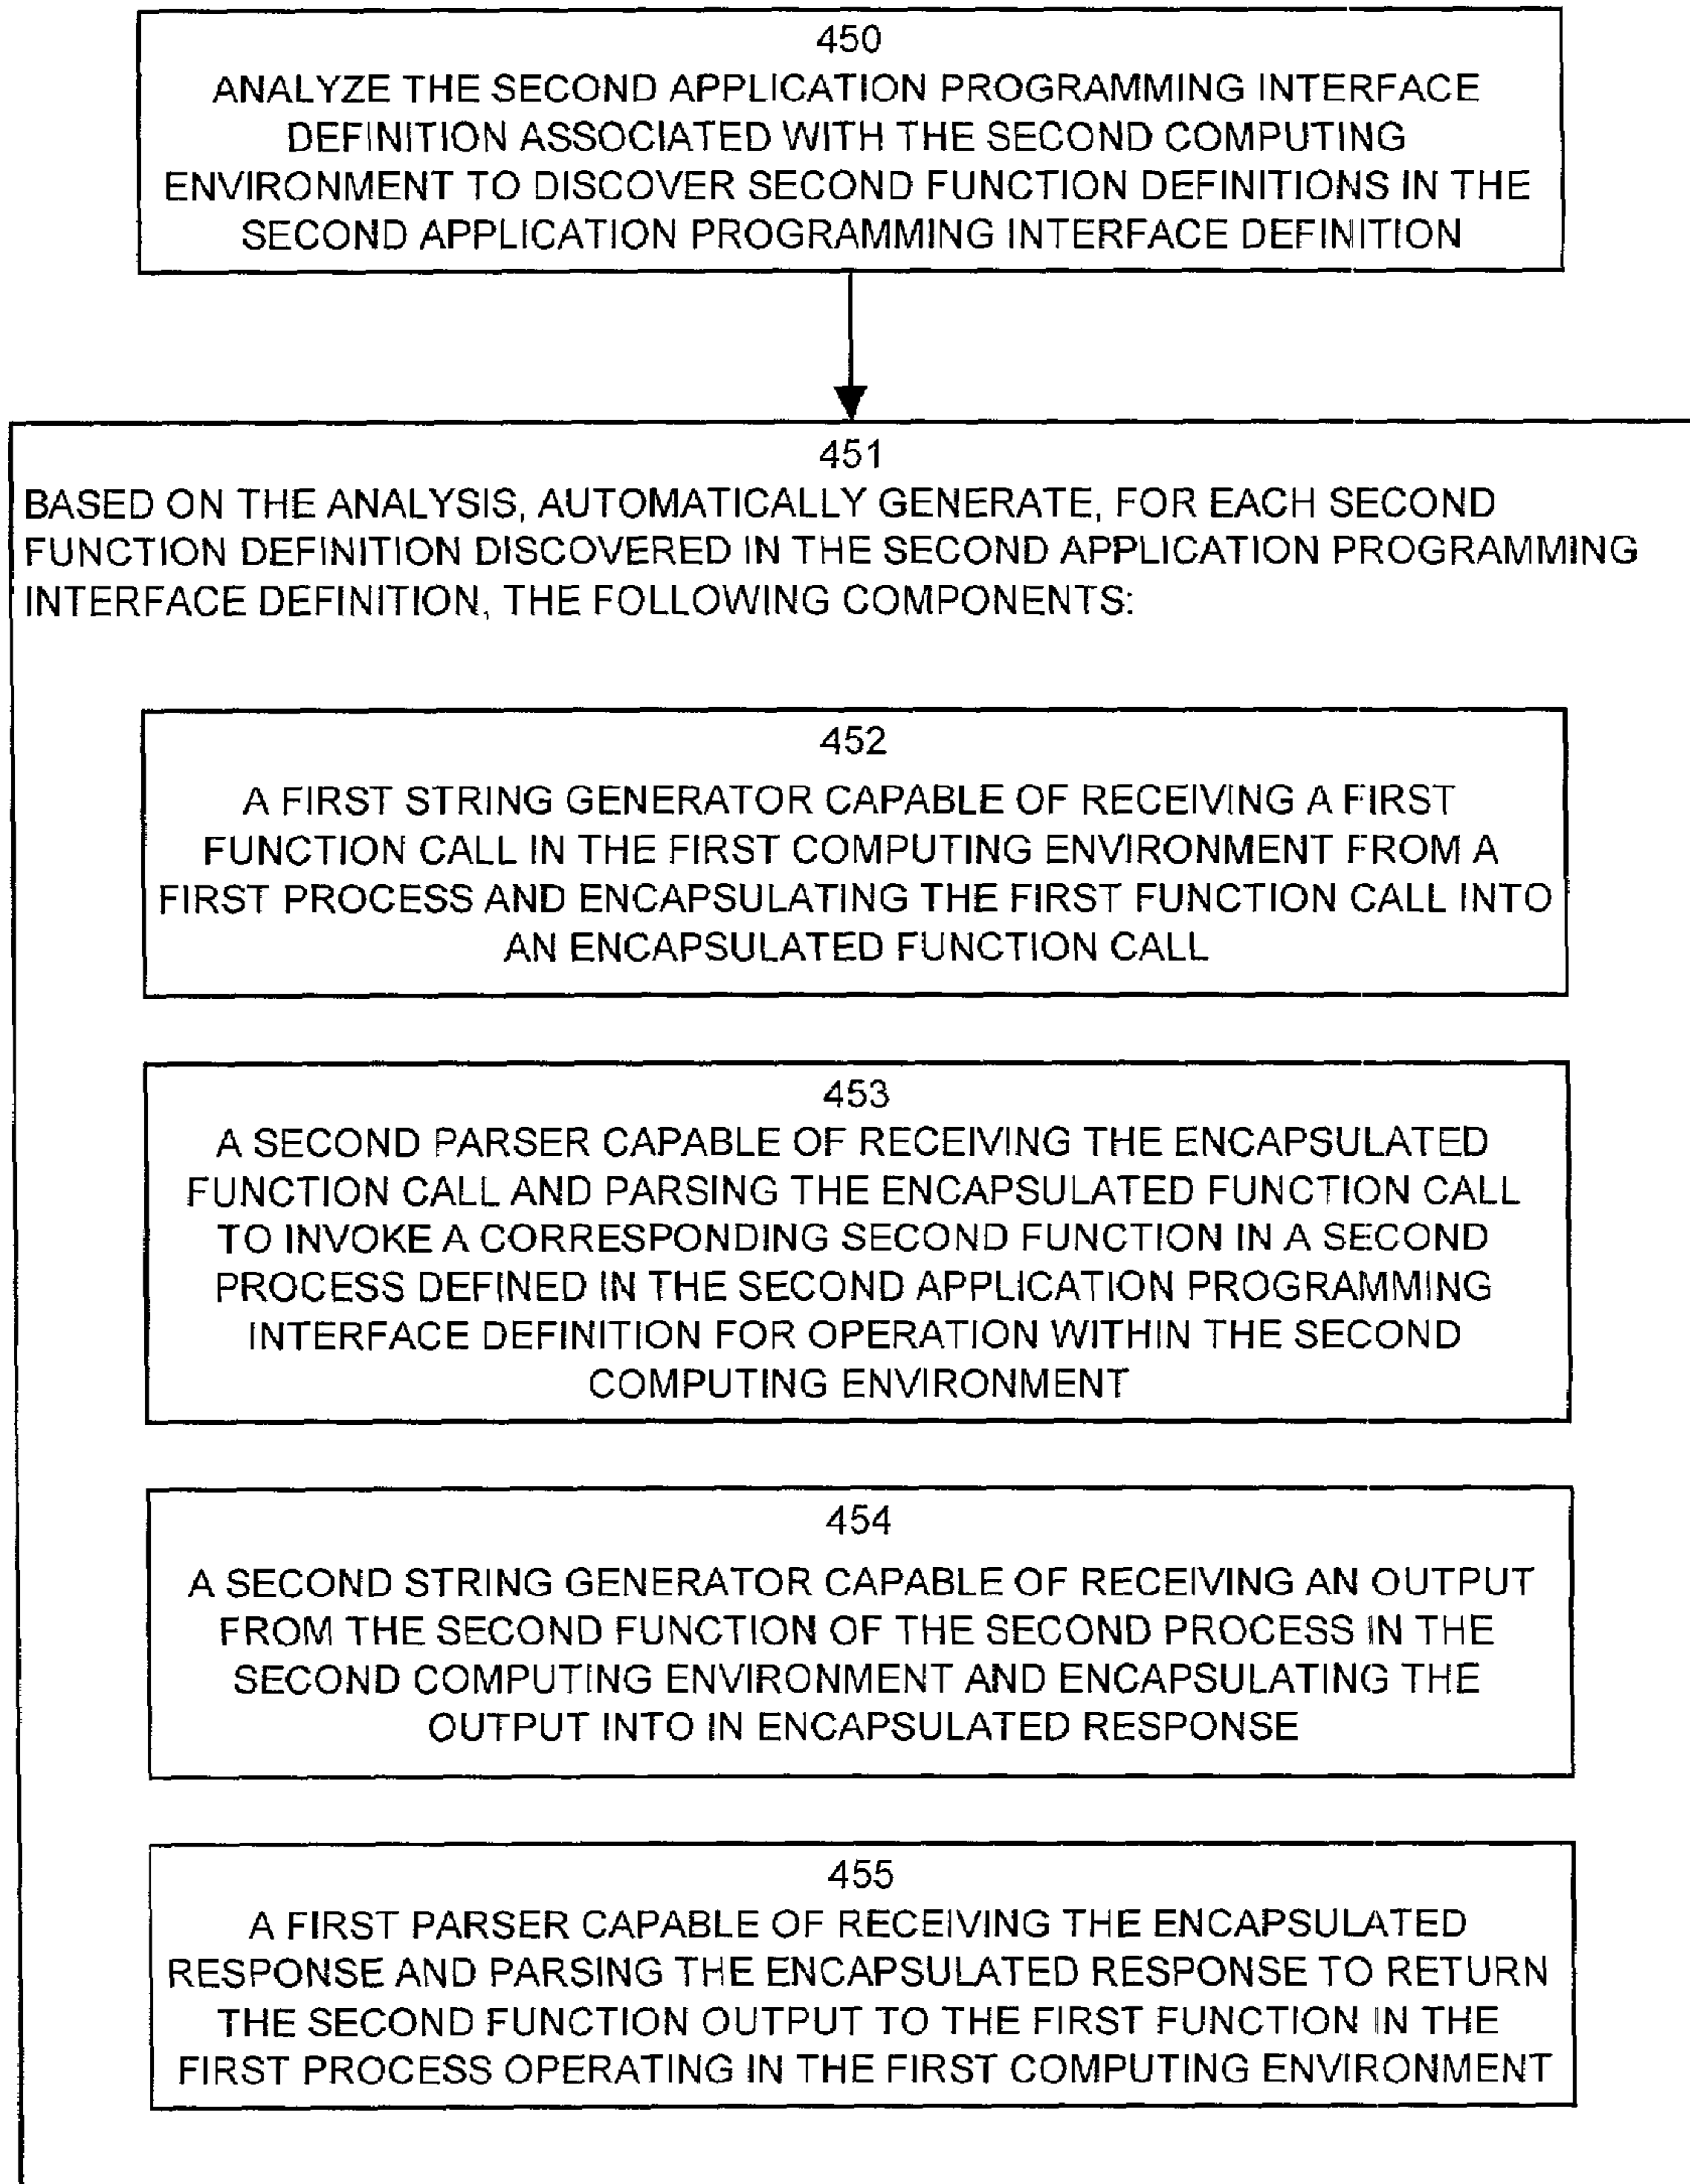 450
ANALYZE THE SECOND APPLICATION PROGRAMMING INTERFACE
DEFINITION ASSOCIATED WITH THE SECOND COMPUTING
ENVIRONMENT TO DISCOVER SECOND FUNCTION DEFINITIONS IN THE
SECOND APPLICATION PROGRAMMING INTERFACE DEFINITION
451
BASED ON THE ANALYSIS, AUTOMATICALLY GENERATE, FOR EACH SECOND
FUNCTION DEFINITION DISCOVERED IN THE SECOND APPLICATION PROGRAMMING
INTERFACE DEFINITION, THE FOLLOWING COMPONENTS:
452
A FIRST STRING GENERATOR CAPABLE OF RECEIVING A FIRST
FUNCTION CALL IN THE FIRST COMPUTING ENVIRONMENT FROM A
FIRST PROCESS AND ENCAPSULATING THE FIRST FUNCTION CALL INTO
AN ENCAPSULATED FUNCTION CALL
453
A SECOND PARSER CAPABLE OF RECEIVING THE ENCAPSULATED
FUNCTION CALL AND PARSING THE ENCAPSULATED FUNCTION CALL
TO INVOKE A CORRESPONDING SECOND FUNCTION IN A SECOND
PROCESS DEFINED IN THE SECOND APPLICATION PROGRAMMING
INTERFACE DEFINITION FOR OPERATION WITHIN THE SECOND
COMPUTING ENVIRONMENT
454
A SECOND STRING GENERATOR CAPABLE OF RECEIVING AN OUTPUT
FROM THE SECOND FUNCTION OF THE SECOND PROCESS IN THE
SECOND COMPUTING ENVIRONMENT AND ENCAPSULATING THE
OUTPUT INTO IN ENCAPSULATED RESPONSE
455
A FIRST PARSER CAPABLE OF RECEIVING THE ENCAPSULATED
RESPONSE AND PARSING THE ENCAPSULATED RESPONSE TO RETURN
THE SECOND FUNCTION OUTPUT TO THE FIRST FUNCTION IN THE
FIRST PROCESS OPERATING IN THE FIRST COMPUTING ENVIRONMENT